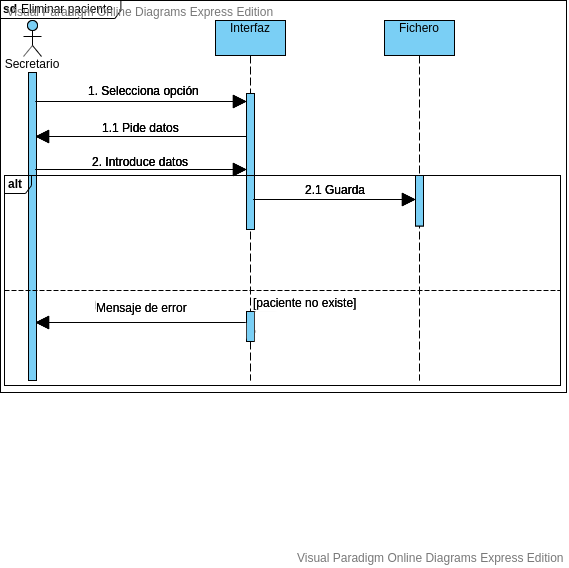 sd Eliminar paciente
Visual Paradigm Online Diagrams Express Edition
Interfaz
Fichero
Secretario
1. Selecciona opción
1.1 Pide datos
2. Introduce datos
alt
2.1 Guarda
[paciente no existe]
Mensaje de error
Visual Paradigm Online Diagrams Express Edition